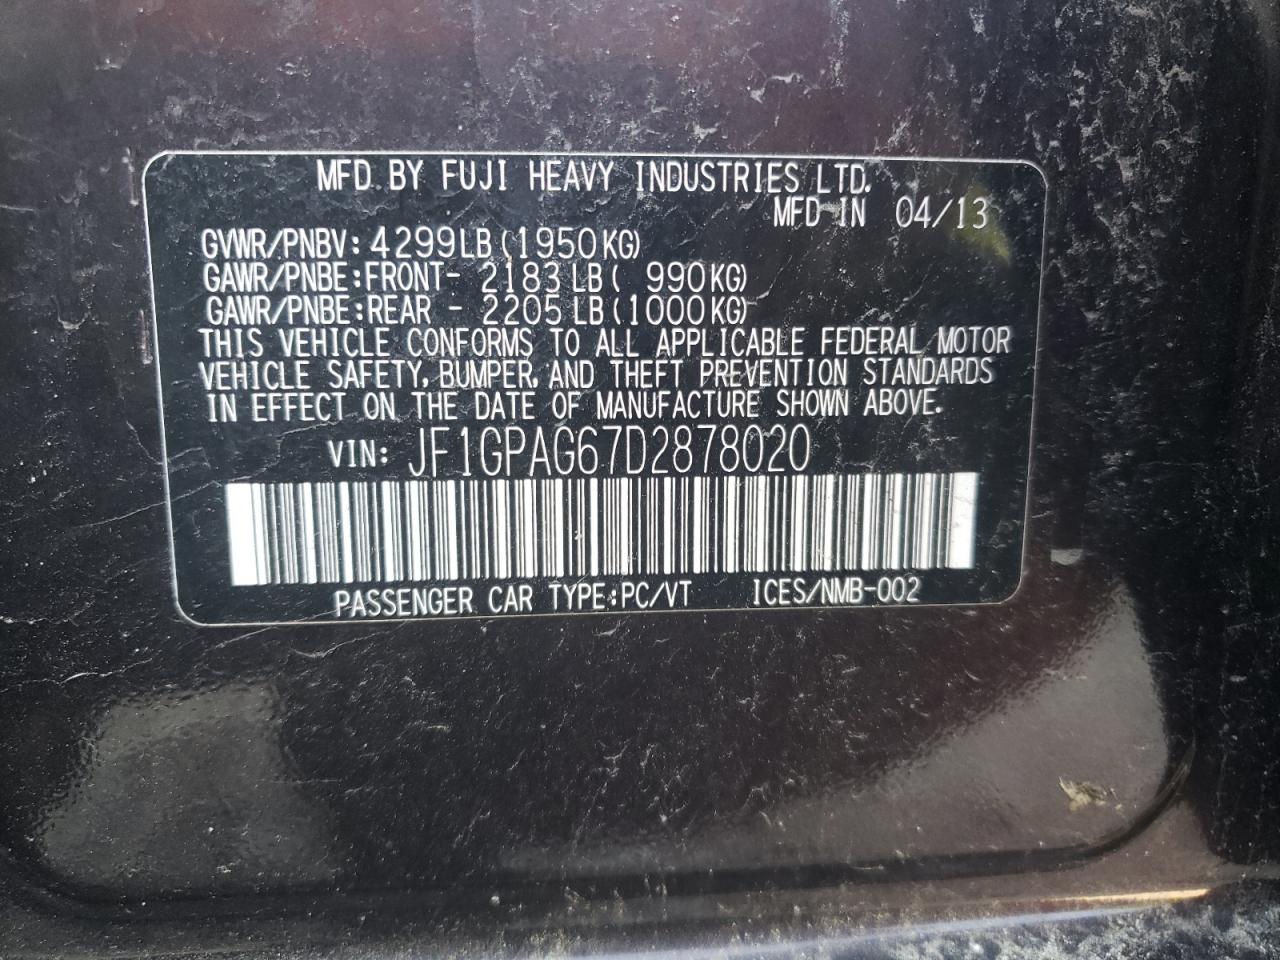 MFD. BY FUJI HEAVY INDUSTRIES LTD.
MFD IN 04/13
GVWR/PNBV: 4299LB (1950KG)
GAWR/PNBE:FRONT- 2183LB ( 990KG)
GAWR/PNBE:REAR - 2205LB (1000KG)
THIS VEHICLE CONFORMS TO ALL APPLICABLE FEDERAL MOTOR
VEHICLE SAFETY, BUMPER, AND THEFT PREVENTION STANDARDS
IN EFFECT ON THE DATE OF MANUFACTURE SHOWN ABOVE.
VIN: JF1GPAG67D2878020
PASSENGER CAR TYPE:PC/VT ICES/NMB-002